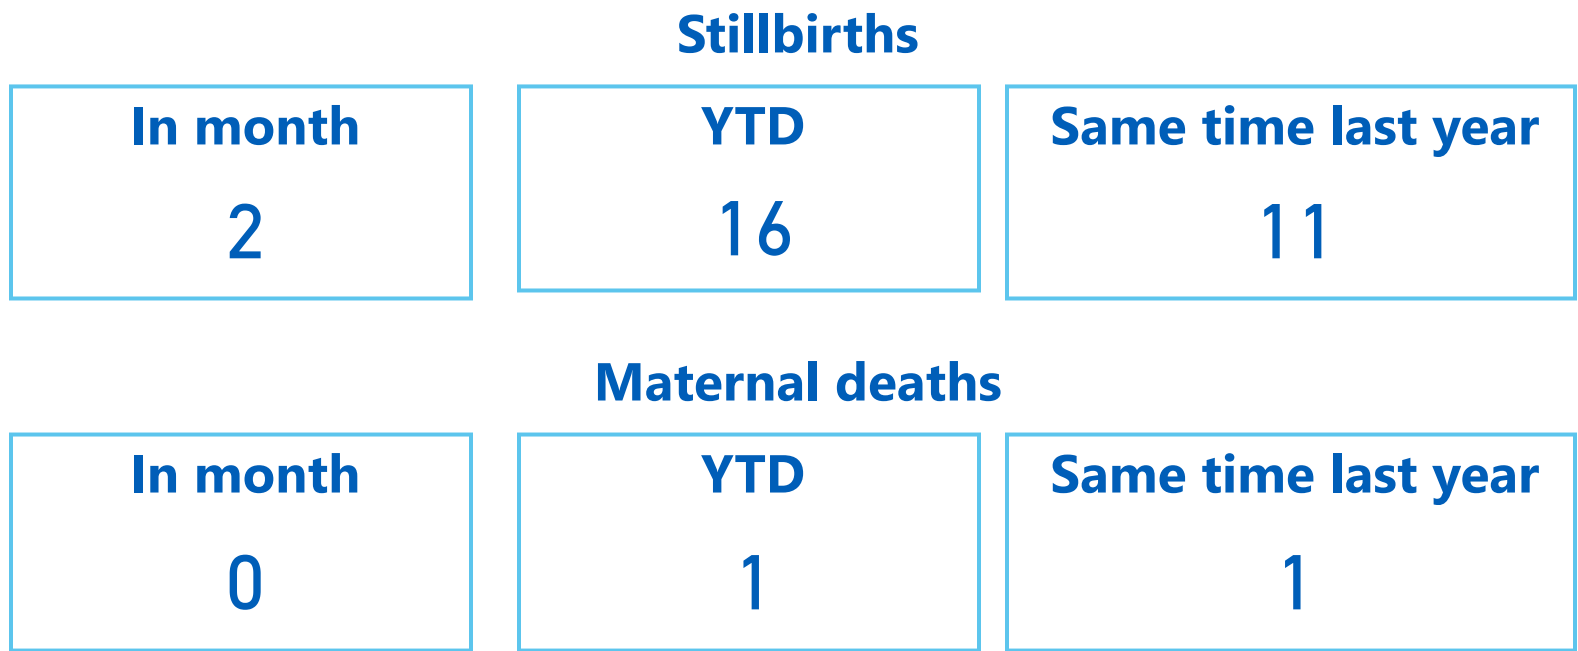 Stillbirths
In month
YTD
Same time last year
2
16
11
Maternal deaths
In month
YTD
Same time last year
0
1
1